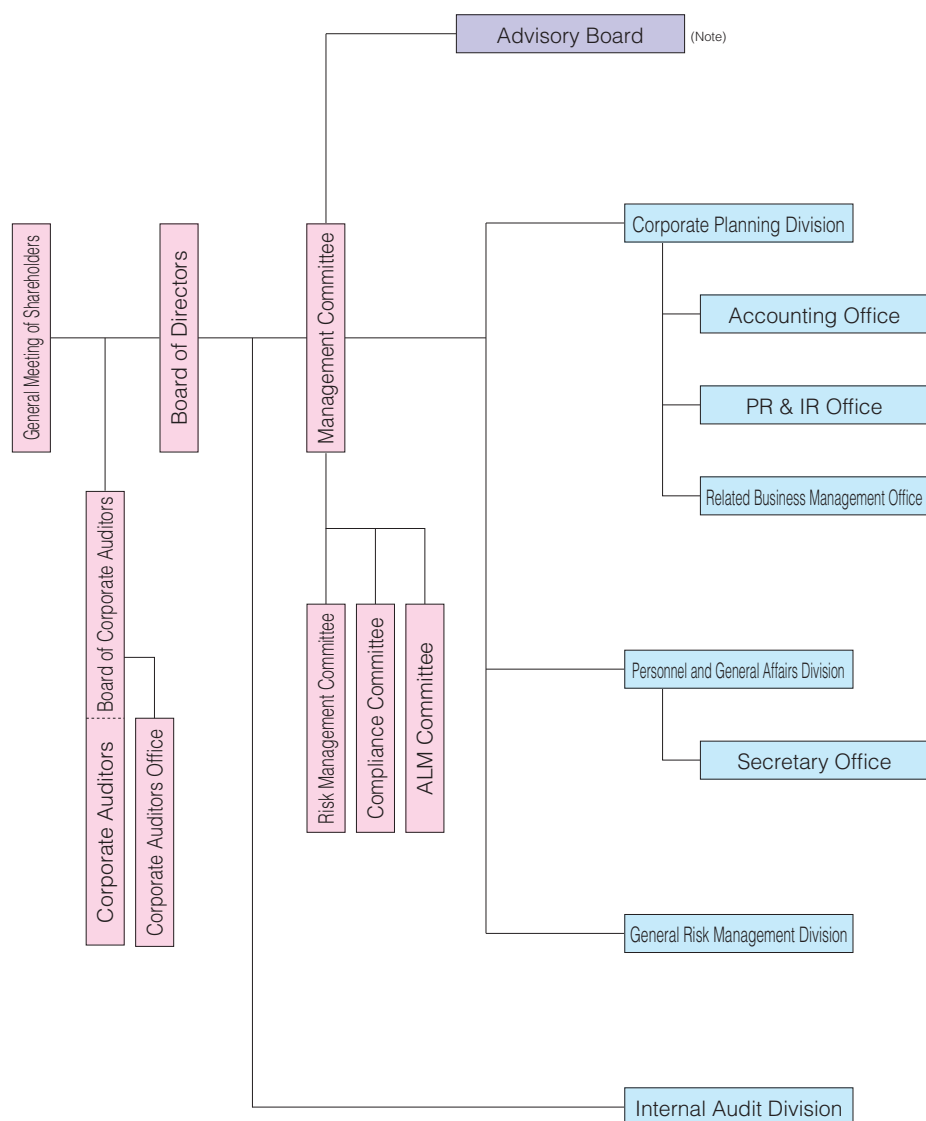 Advisory Board (Note)
General Meeting of Shareholders
Board of Directors
Management Committee
Board of Corporate Auditors
Corporate Auditors
Corporate Auditors Office
Risk Management Committee
Compliance Committee
ALM Committee
Corporate Planning Division
Accounting Office
PR & IR Office
Related Business Management Office
Personnel and General Affairs Division
Secretary Office
General Risk Management Division
Internal Audit Division